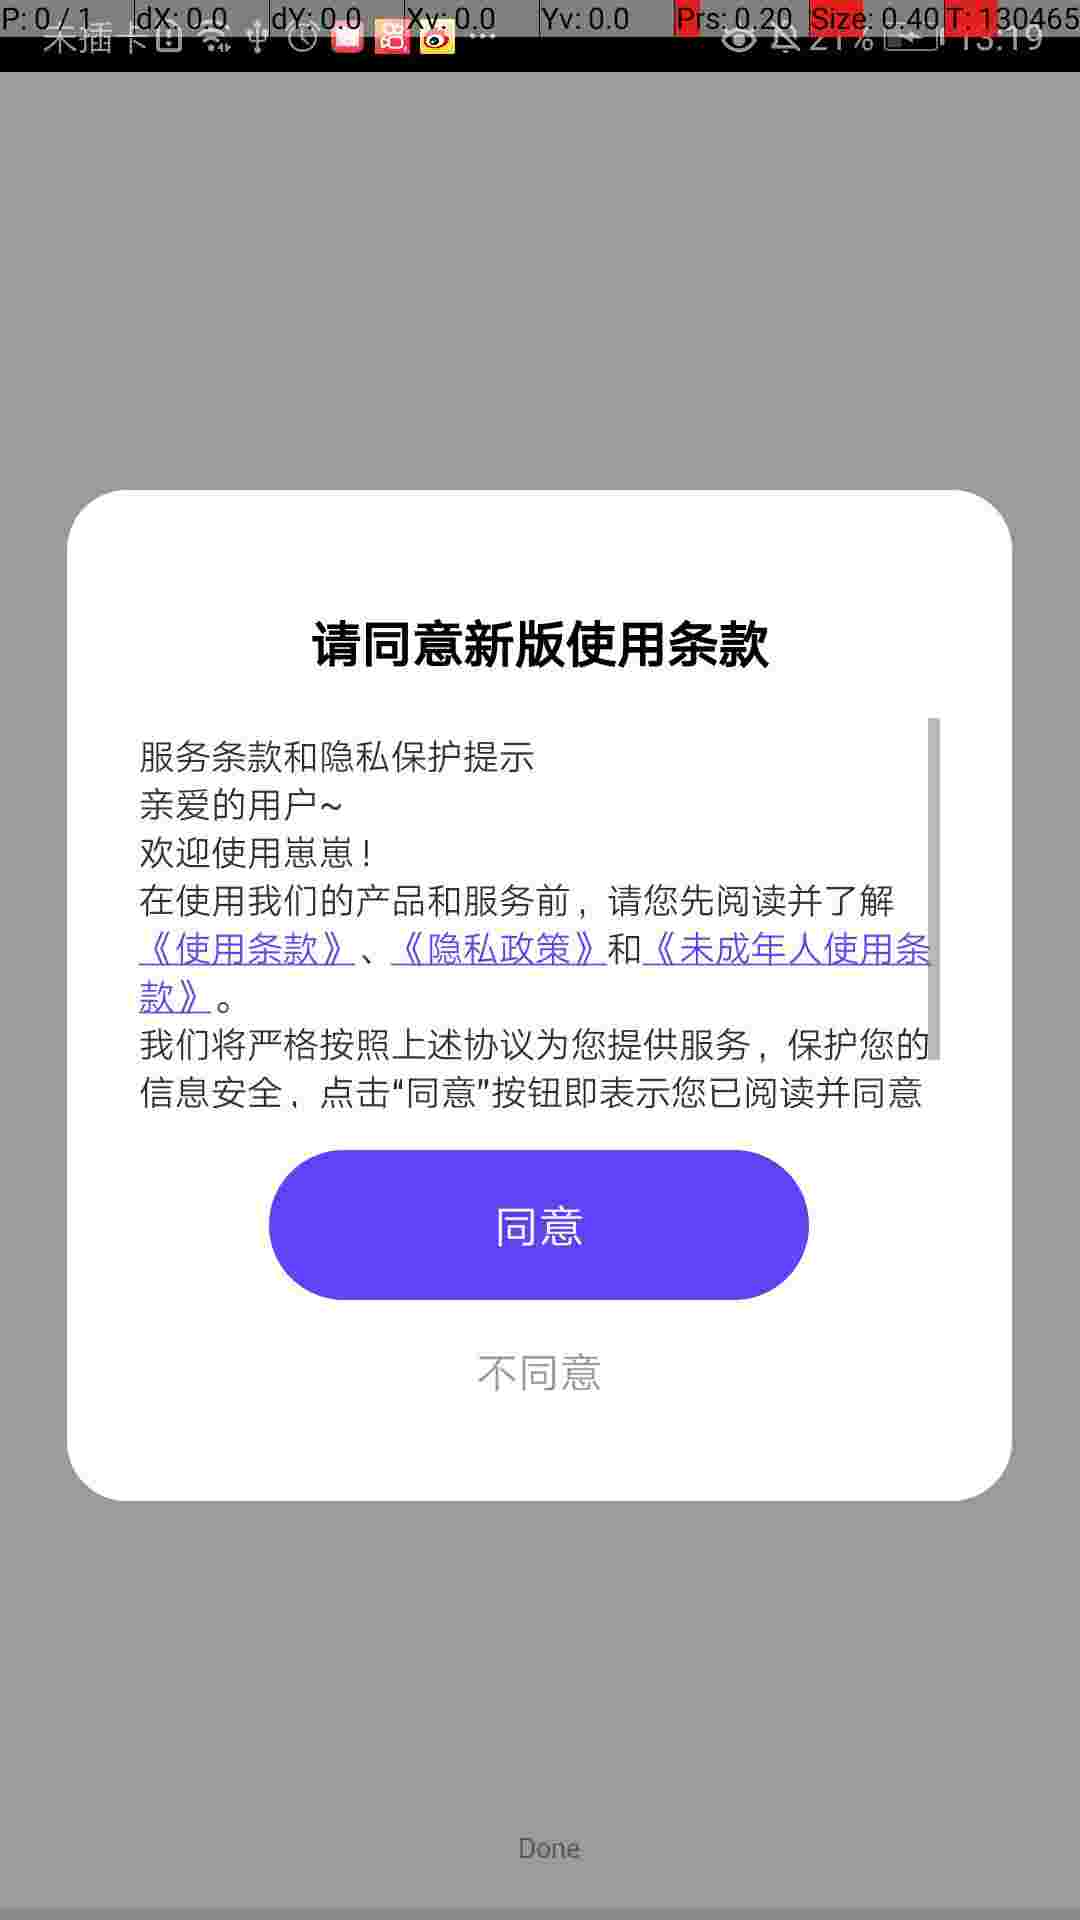 P: 0 / 1 dX: 0.0 dY: 0.0 Xv: 0.0 Yv: 0.0 Prs: 0.20 Size: 0.40 T: 130465
未插卡 21% 13:19
请同意新版使用条款
服务条款和隐私保护提示
亲爱的用户~
欢迎使用崽崽！
在使用我们的产品和服务前，请您先阅读并了解
《使用条款》、《隐私政策》和《未成年人使用条
款》。
我们将严格按照上述协议为您提供服务，保护您的
信息安全，点击“同意”按钮即表示您已阅读并同意
同意
不同意
Done